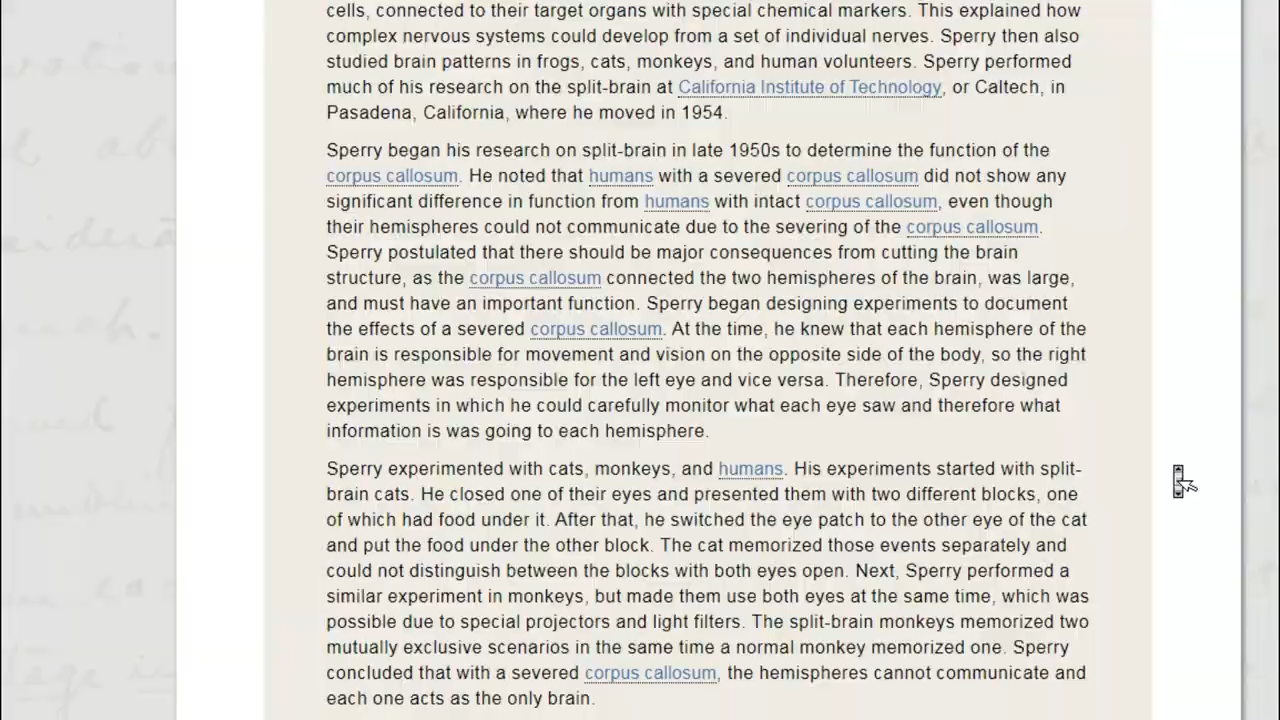 cells, connected to their target organs with special chemical markers. This explained how
complex nervous systems could develop from a set of individual nerves. Sperry then also
studied brain patterns in frogs, cats, monkeys, and human volunteers. Sperry performed
much of his research on the split-brain at California Institute of Technology, or Caltech, in
Pasadena, California, where he moved in 1954.
Sperry began his research on split-brain in late 1950s to determine the function of the
corpus callosum. He noted that humans with a severed corpus callosum did not show any
significant difference in function from humans with intact corpus callosum, even though
their hemispheres could not communicate due to the severing of the corpus callosum.
Sperry postulated that there should be major consequences from cutting the brain
structure, as the corpus callosum connected the two hemispheres of the brain, was large,
and must have an important function. Sperry began designing experiments to document
the effects of a severed corpus callosum. At the time, he knew that each hemisphere of the
brain is responsible for movement and vision on the opposite side of the body, so the right
hemisphere was responsible for the left eye and vice versa. Therefore, Sperry designed
experiments in which he could carefully monitor what each eye saw and therefore what
information is was going to each hemisphere.
Sperry experimented with cats, monkeys, and humans. His experiments started with split-
brain cats. He closed one of their eyes and presented them with two different blocks, one
of which had food under it. After that, he switched the eye patch to the other eye of the cat
and put the food under the other block. The cat memorized those events separately and
could not distinguish between the blocks with both eyes open. Next, Sperry performed a
similar experiment in monkeys, but made them use both eyes at the same time, which was
possible due to special projectors and light filters. The split-brain monkeys memorized two
mutually exclusive scenarios in the same time a normal monkey memorized one. Sperry
concluded that with a severed corpus callosum, the hemispheres cannot communicate and
each one acts as the only brain.